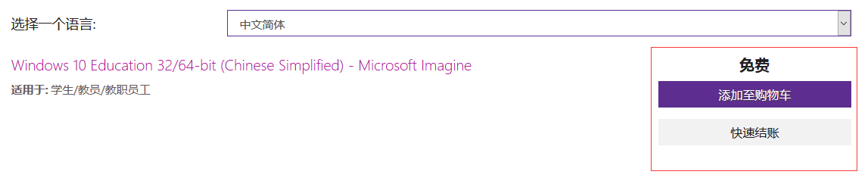 选择一个语言:
中文简体
Windows 10 Education 32/64-bit (Chinese Simplified) - Microsoft Imagine
适用于: 学生/教员/教职员工
免费
添加至购物车
快速结账